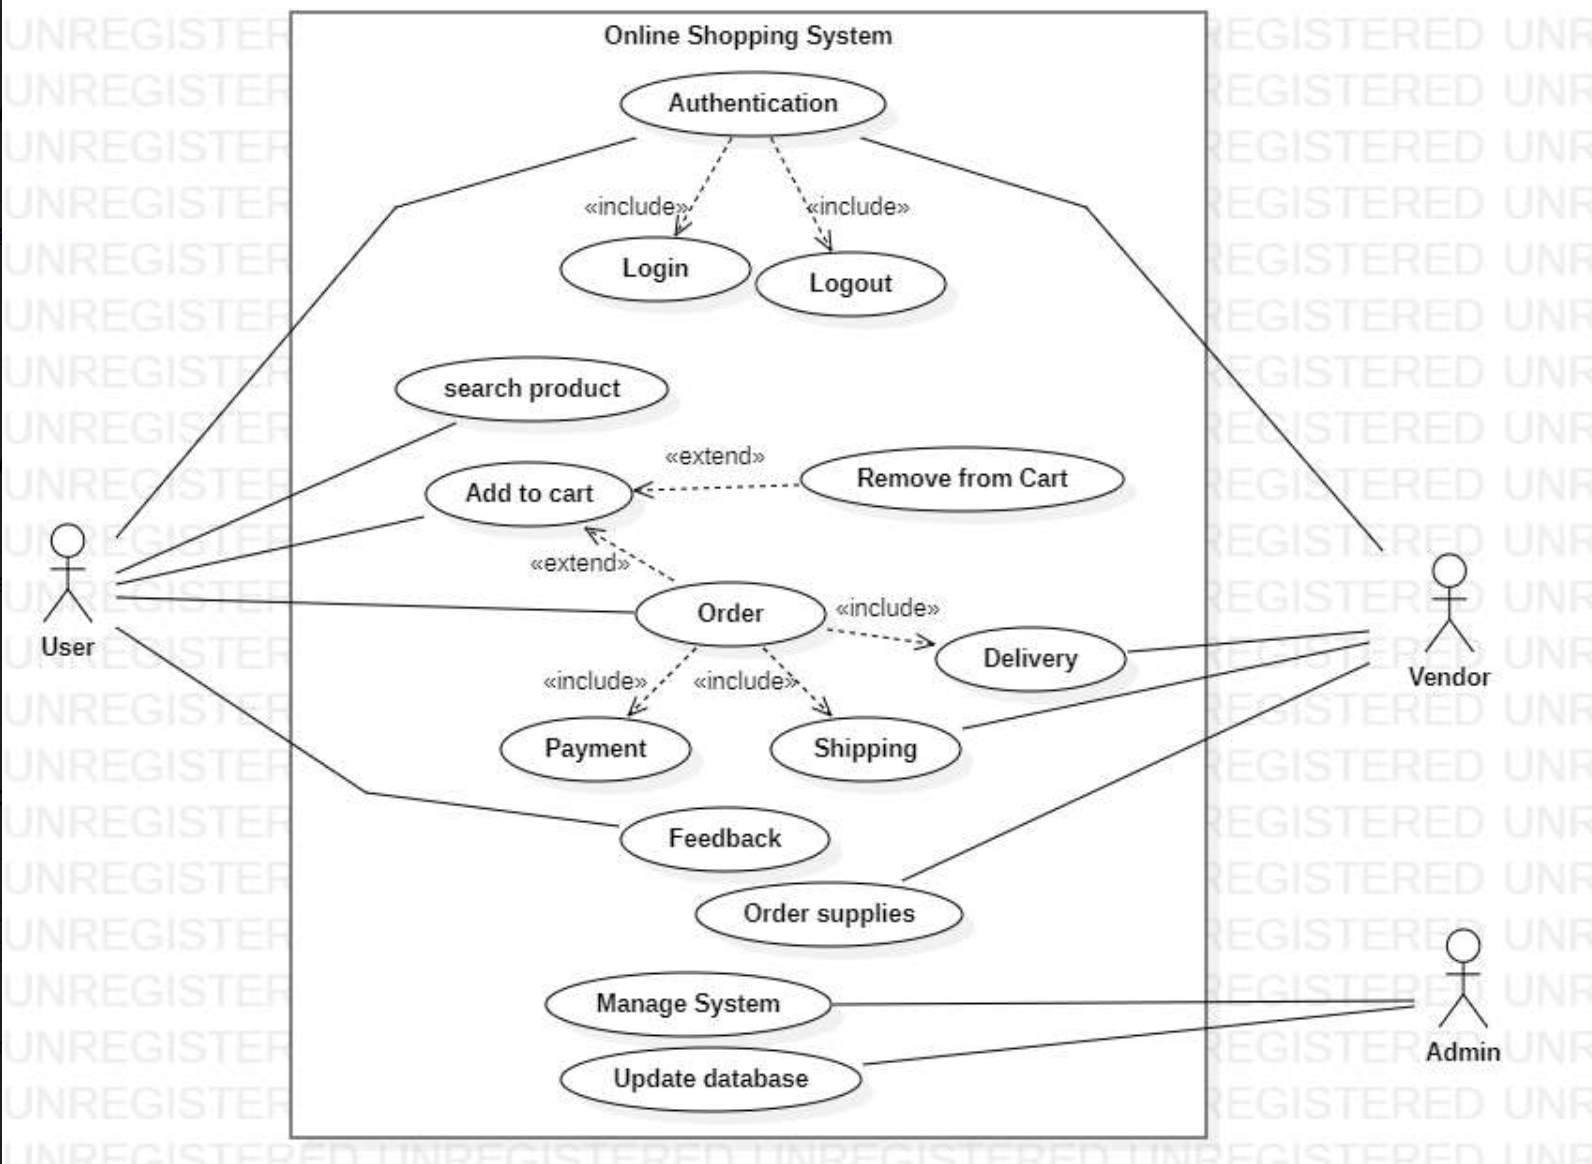 Online Shopping System
Authentication
«include»
«include»
Login
Logout
search product
«extend»
Remove from Cart
Add to cart
«extend»
Order
«include»
Delivery
User
Vendor
«include»
«include»
Payment
Shipping
Feedback
Order supplies
Manage System
Admin
Update database
UNREGISTERED UNREGISTERED UNREGISTERED UNREGISTERED